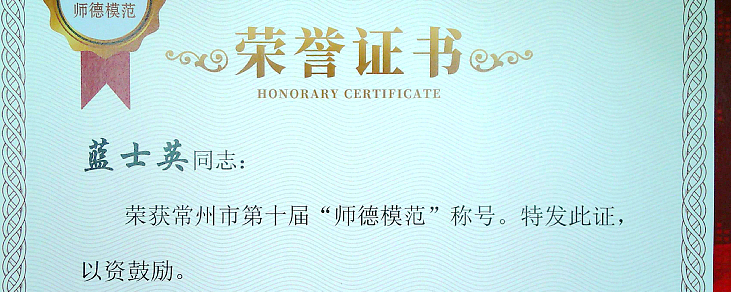 师德模范
荣誉证书
HONORARY CERTIFICATE
蓝士英同志：
荣获常州市第十届“师德模范”称号。特发此证，
以资鼓励。